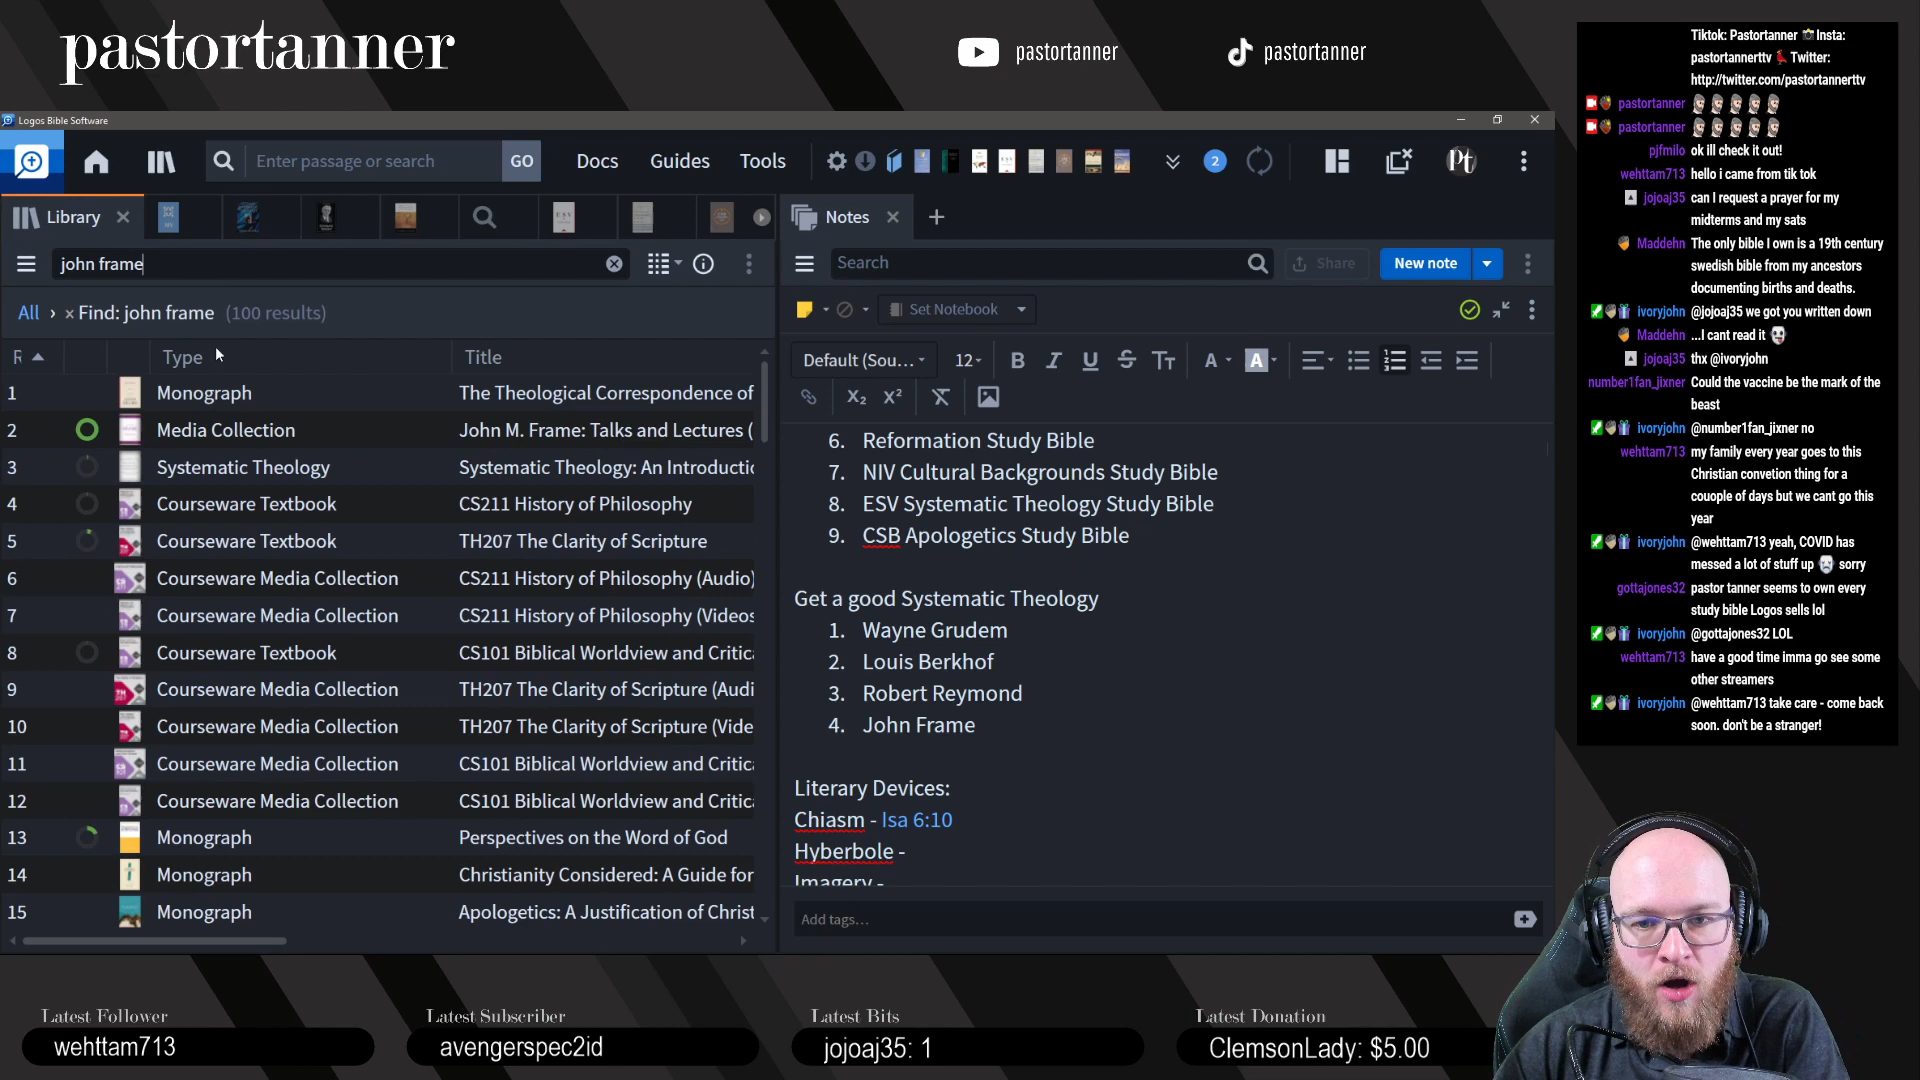 pastortanner
pastortanner
pastortanner
Logos Bible Software
Enter passage or search
GO
Docs
Guides
Tools
2
Pt
Library
ESV
ESV
john frame
All › × Find: john frame (100 results)
Type
Title
1 Monograph The Theological Correspondence of
2 Media Collection John M. Frame: Talks and Lectures (
3 Systematic Theology Systematic Theology: An Introductio
4 Courseware Textbook CS211 History of Philosophy
5 Courseware Textbook TH207 The Clarity of Scripture
6 Courseware Media Collection CS211 History of Philosophy (Audio)
7 Courseware Media Collection CS211 History of Philosophy (Videos
8 Courseware Textbook CS101 Biblical Worldview and Critica
9 Courseware Media Collection TH207 The Clarity of Scripture (Audi
10 Courseware Media Collection TH207 The Clarity of Scripture (Vide
11 Courseware Media Collection CS101 Biblical Worldview and Critica
12 Courseware Media Collection CS101 Biblical Worldview and Critica
13 Monograph Perspectives on the Word of God
14 Monograph Christianity Considered: A Guide for
15 Monograph Apologetics: A Justification of Christ
Notes
Search
Share
New note
Set Notebook
Default (Sou...
12
6. Reformation Study Bible
7. NIV Cultural Backgrounds Study Bible
8. ESV Systematic Theology Study Bible
9. CSB Apologetics Study Bible
Get a good Systematic Theology
1. Wayne Grudem
2. Louis Berkhof
3. Robert Reymond
4. John Frame
Literary Devices:
Chiasm - Isa 6:10
Hyberbole -
Imagery -
Add tags...
Tiktok: Pastortanner Insta:
pastortannerttv Twitter:
http://twitter.com/pastortannerttv
pastortanner
pastortanner
pjfmilo ok ill check it out!
wehttam713 hello i came from tik tok
jojoaj35 can I request a prayer for my
midterms and my sats
Maddehn The only bible I own is a 19th century
swedish bible from my ancestors
documenting births and deaths.
ivoryjohn @jojoaj35 we got you written down
Maddehn ...I cant read it
jojoaj35 thx @ivoryjohn
number1fan_jixner Could the vaccine be the mark of the
beast
ivoryjohn @number1fan_jixner no
wehttam713 my family every year goes to this
Christian convetion thing for a
couople of days but we cant go this
year
ivoryjohn @wehttam713 yeah, COVID has
messed a lot of stuff up sorry
gottajones32 pastor tanner seems to own every
study bible Logos sells lol
ivoryjohn @gottajones32 LOL
wehttam713 have a good time imma go see some
other streamers
ivoryjohn @wehttam713 take care - come back
soon. don't be a stranger!
Latest Follower
wehttam713
Latest Subscriber
avengerspec2id
Latest Bits
jojoaj35: 1
Latest Donation
ClemsonLady: $5.00